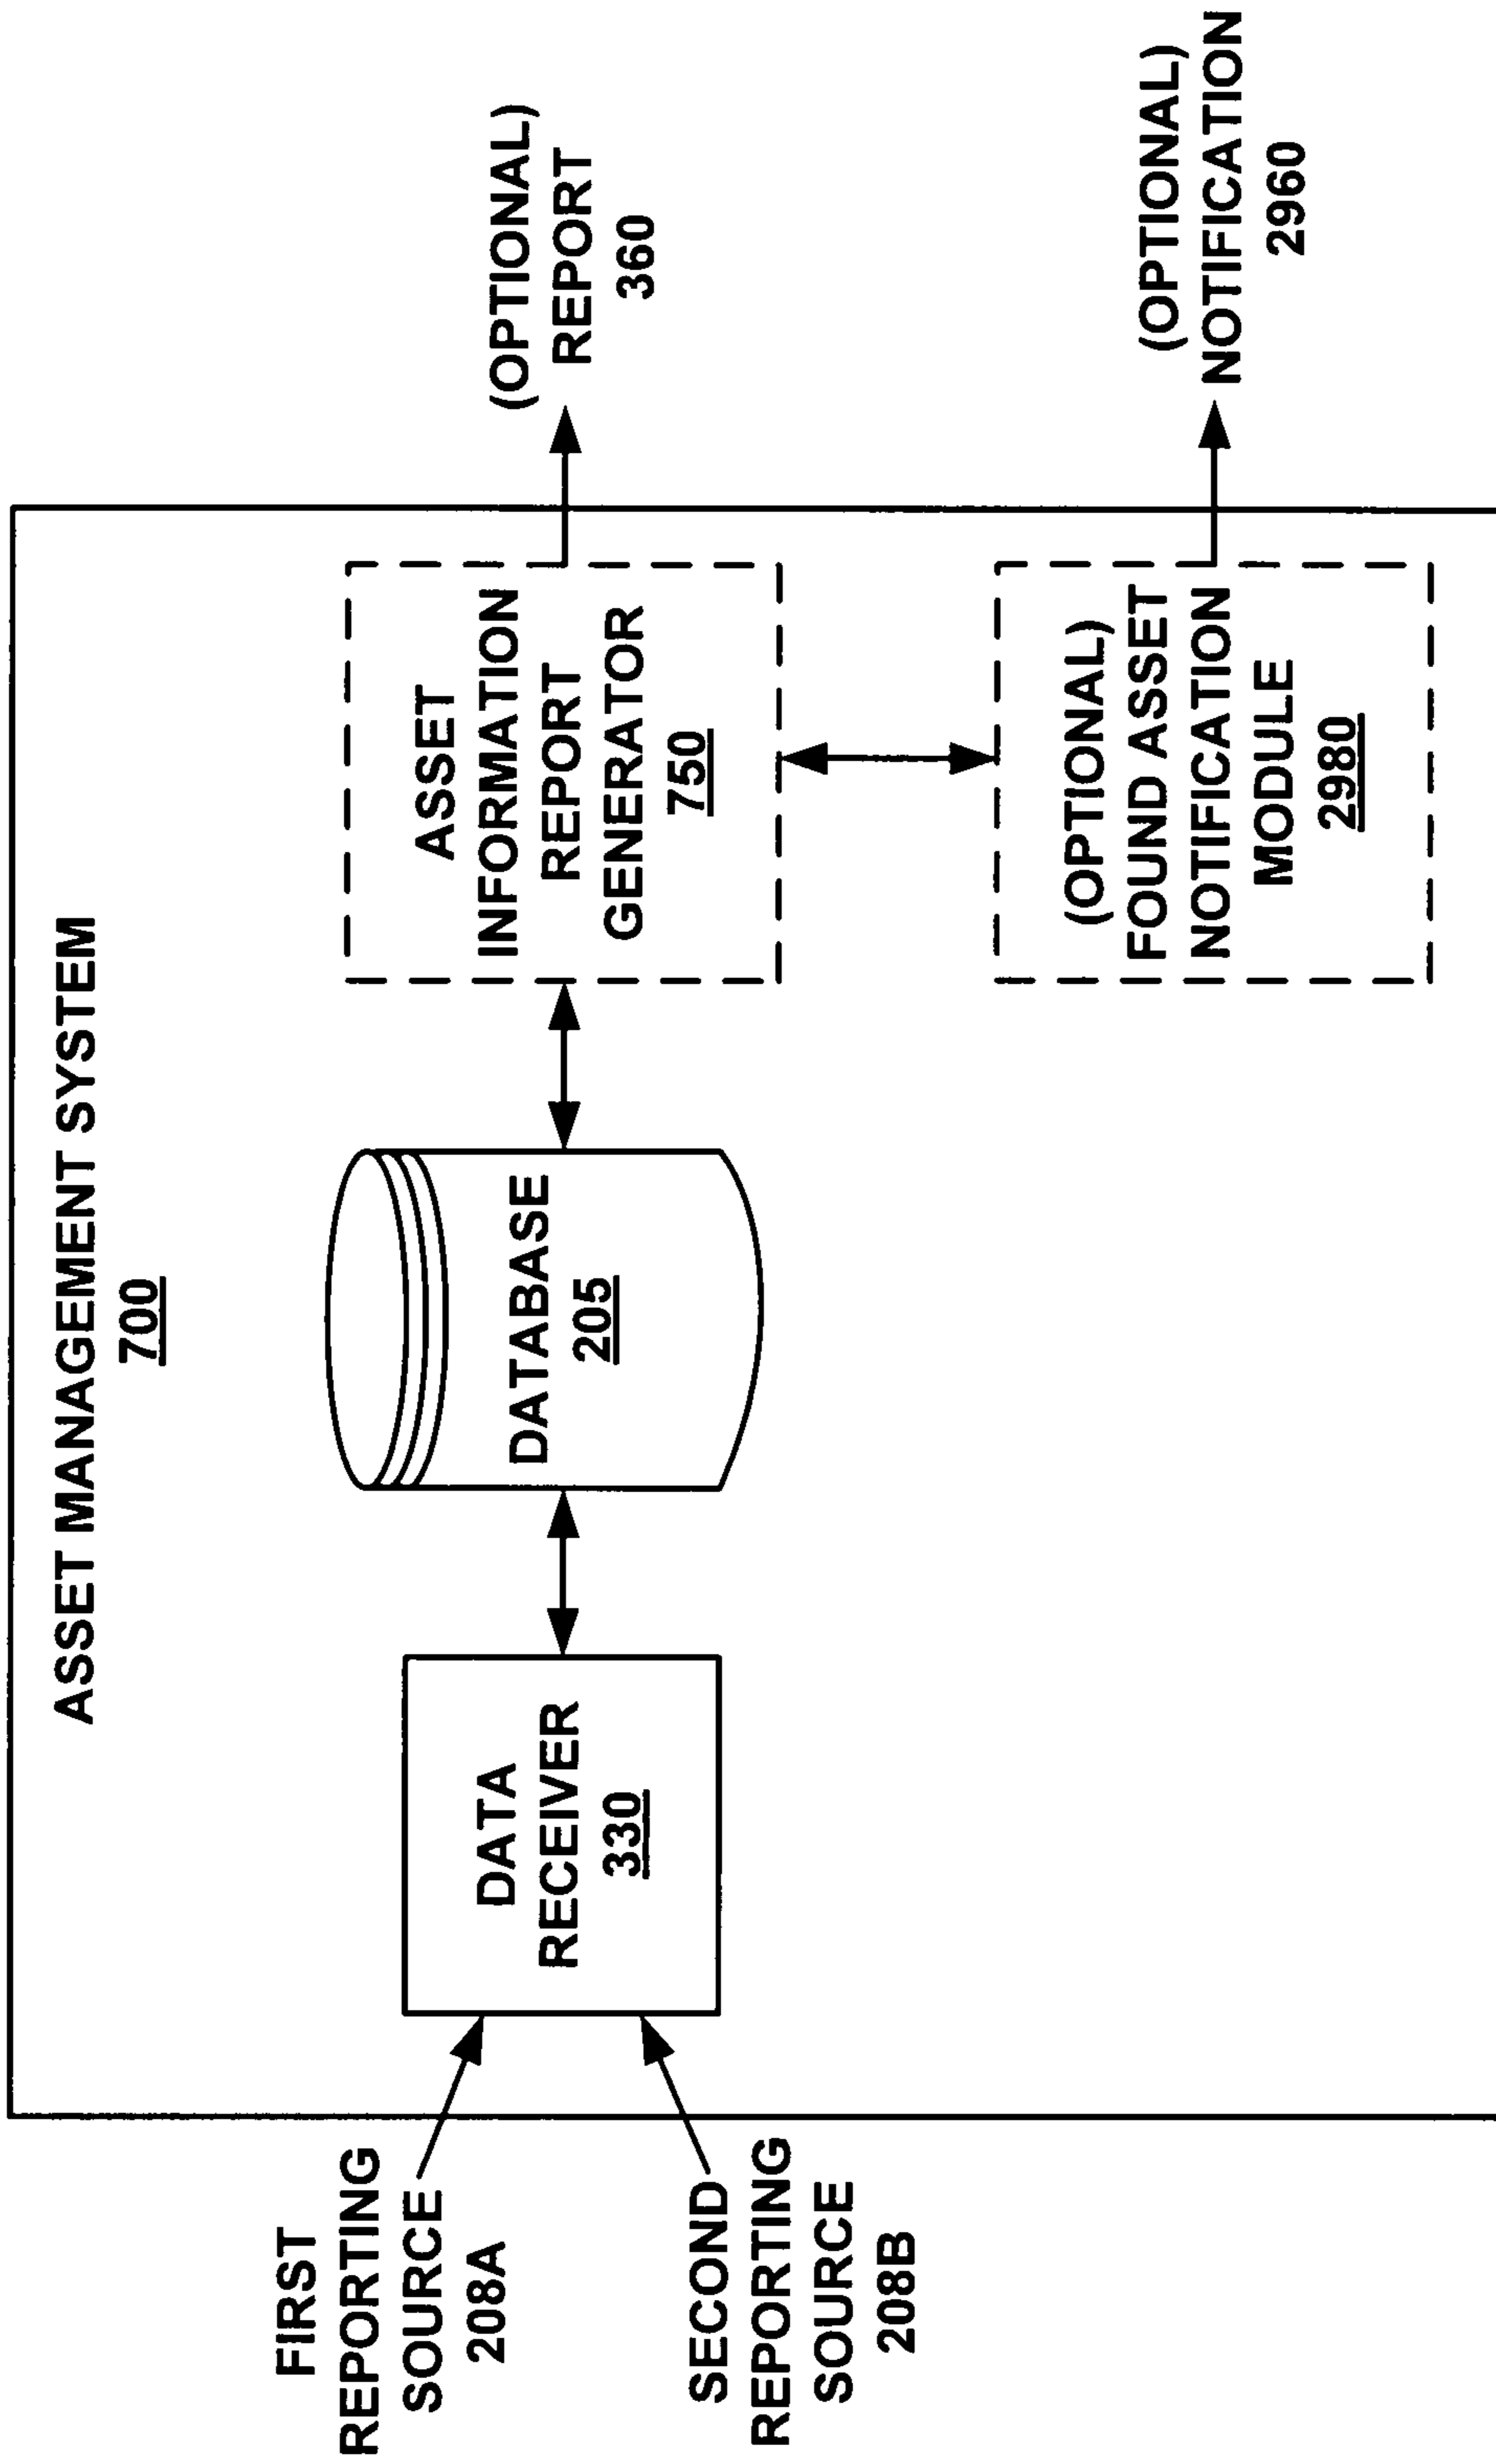 ASSET MANAGEMENT SYSTEM
700
FIRST
REPORTING
SOURCE
208A
SECOND
REPORTING
SOURCE
208B
DATA
RECEIVER
330
DATABASE
205
ASSET
INFORMATION
REPORT
GENERATOR
750
(OPTIONAL)
REPORT
360
(OPTIONAL)
FOUND ASSET
NOTIFICATION
MODULE
2980
(OPTIONAL)
NOTIFICATION
2960